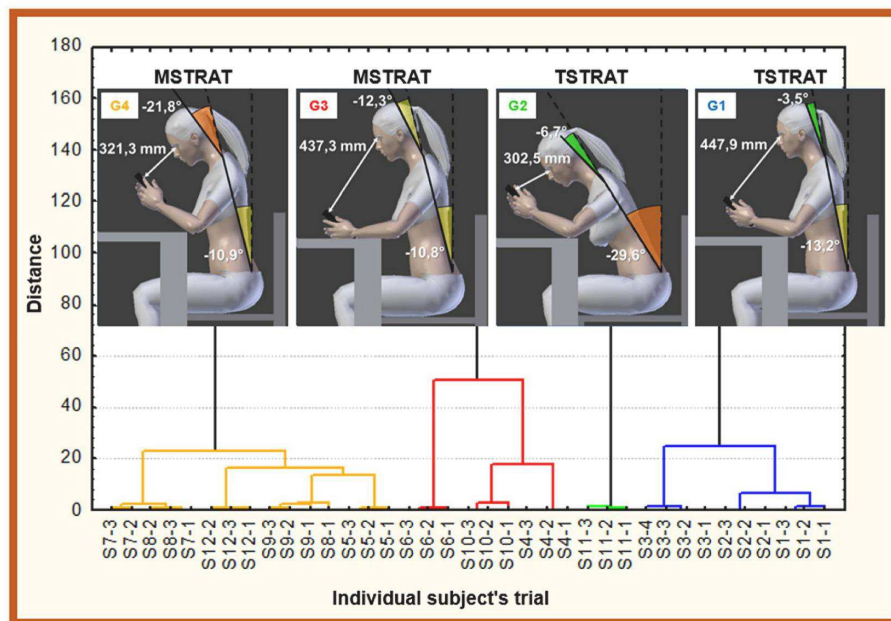 180
160
140
120
100
80
60
40
20
0
Distance
MSTRAT
MSTRAT
TSTRAT
TSTRAT
G4
-21,8°
321,3 mm
-10,9°
G3
-12,3°
437,3 mm
-10,8°
G2
-6,7°
302,5 mm
-29,6°
G1
-3,5°
447,9 mm
-13,2°
S7-3
S7-2
S8-2
S8-3
S7-1
S12-2
S12-3
S12-1
S9-3
S9-2
S9-1
S8-1
S5-3
S5-2
S5-1
S6-3
S6-2
S6-1
S10-3
S10-2
S10-1
S4-3
S4-2
S4-1
S11-3
S11-2
S11-1
S3-4
S3-3
S3-2
S3-1
S2-3
S2-2
S2-1
S1-3
S1-2
S1-1
Individual subject's trial